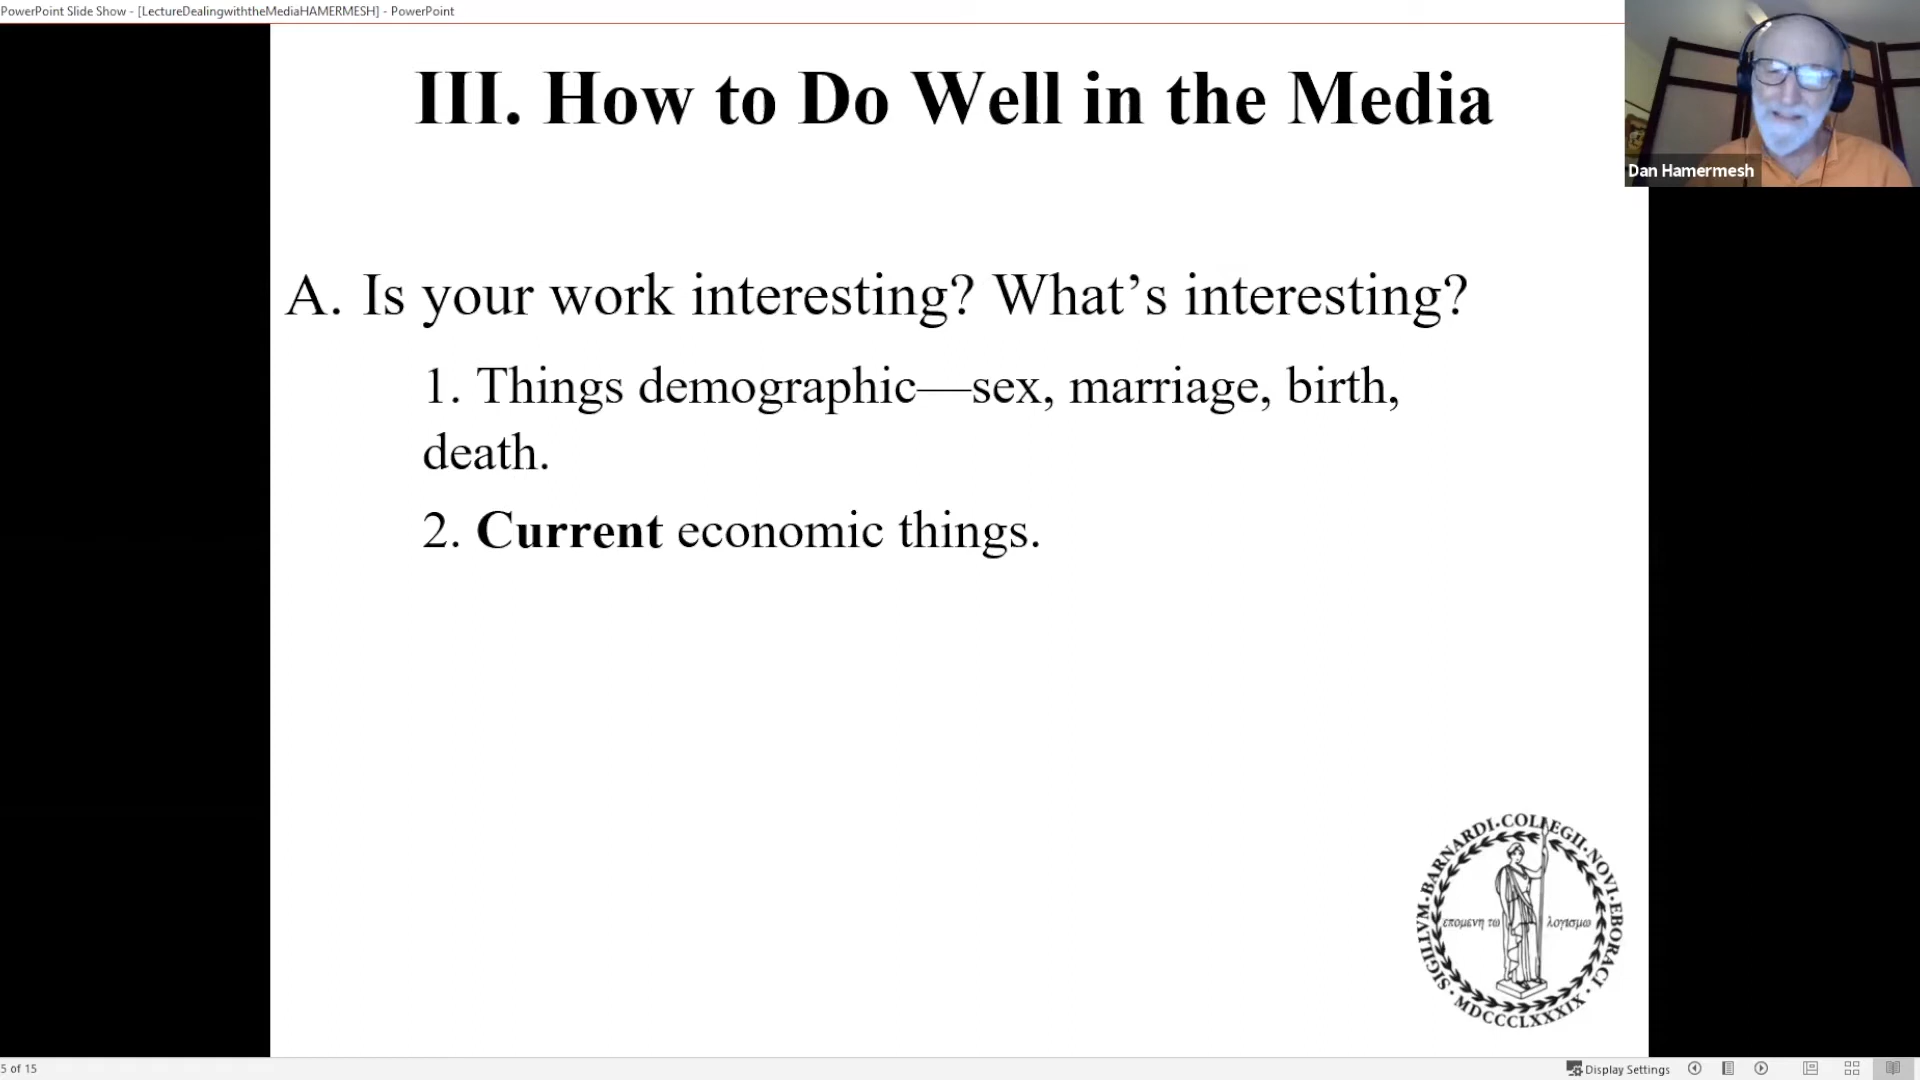 PowerPoint Slide Show - [LectureDealingwiththeMediaHAMERMESH] - PowerPoint
III. How to Do Well in the Media
Dan Hamermesh
A. Is your work interesting? What’s interesting?
1. Things demographic—sex, marriage, birth,
death.
2. Current economic things.
SIGILLVM·BARNARDI·COLLEGII·NOVI·EBORACI
επομενη τω λογισμω
·MDCCCLXXXIX·
5 of 15
Display Settings